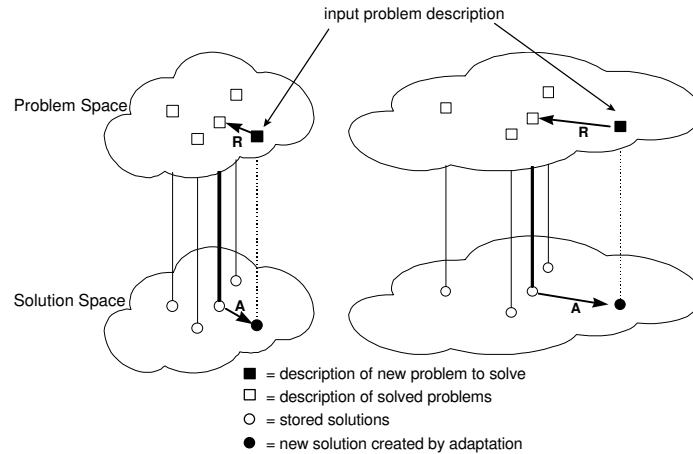 input problem description
Problem Space
R
R
Solution Space
A
A
= description of new problem to solve
= description of solved problems
= stored solutions
= new solution created by adaptation